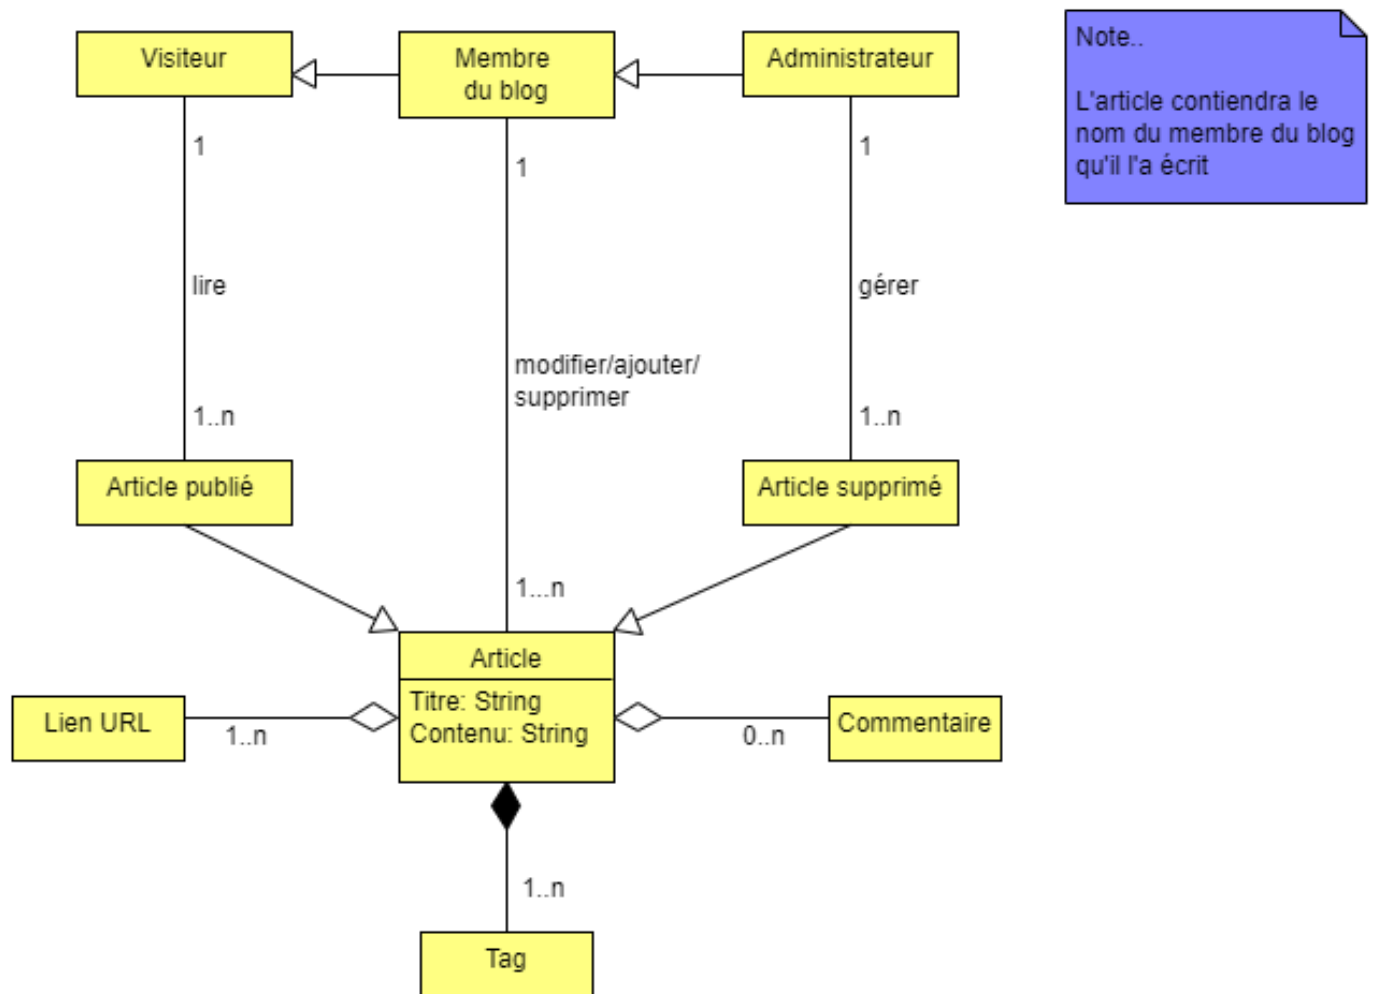 Visiteur
Membre
du blog
Administrateur
Note..
L'article contiendra le
nom du membre du blog
qu'il l'a écrit
1
1
1
lire
gérer
modifier/ajouter/
supprimer
1..n
1..n
Article publié
Article supprimé
1...n
Article
Titre: String
Contenu: String
Lien URL
1..n
0..n
Commentaire
1..n
Tag